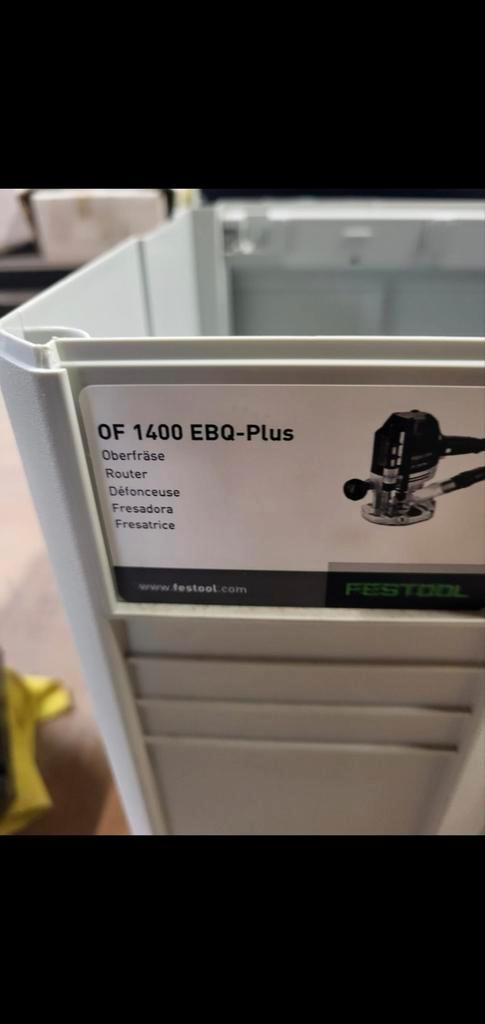 OF 1400 EBQ-Plus
Oberfräse
Router
Défonceuse
Fresadora
Fresatrice
www.festool.com
FESTOOL